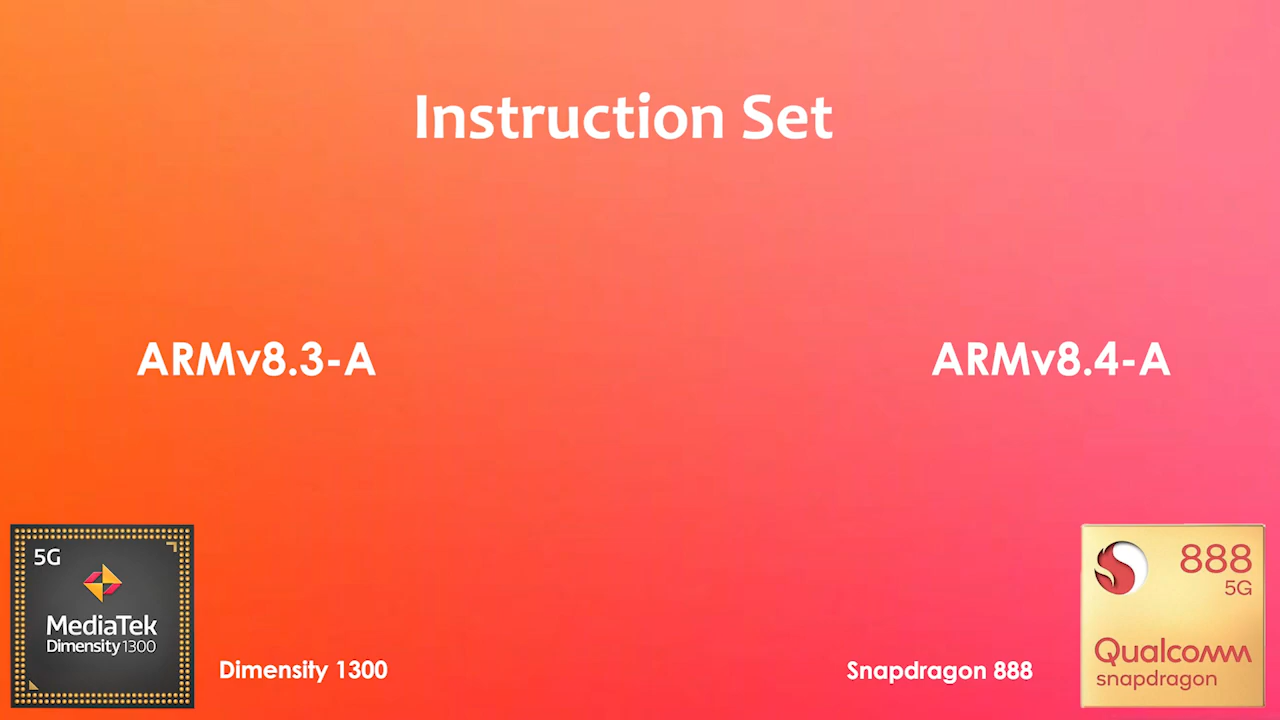 Instruction Set
ARMv8.3-A
ARMv8.4-A
5G
MediaTek
Dimensity 1300
Dimensity 1300
Snapdragon 888
888
5G
Qualcomm
snapdragon